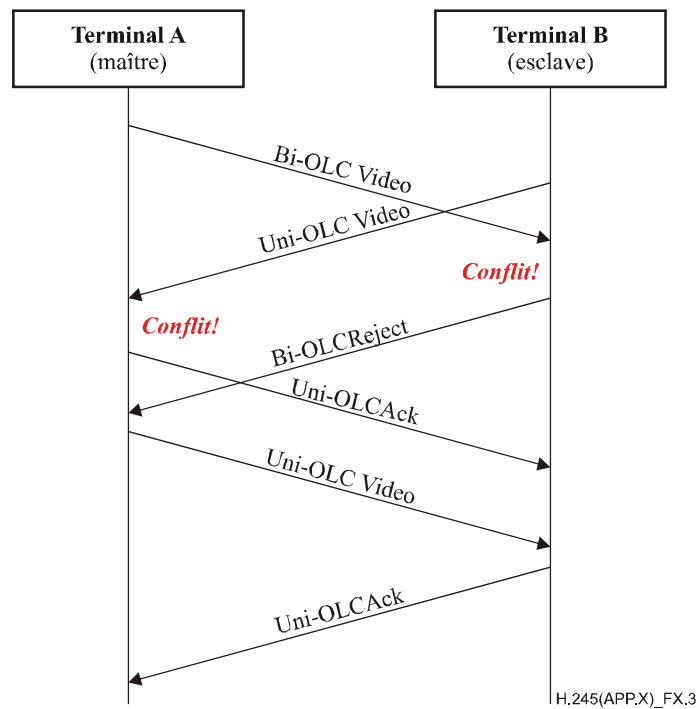 Terminal A
(maître)
Terminal B
(esclave)
Bi-OLC Video
Uni-OLC Video
Conflit!
Conflit!
Bi-OLCReject
Uni-OLCAck
Uni-OLC Video
Uni-OLCAck
H.245(APP.X)_FX.3